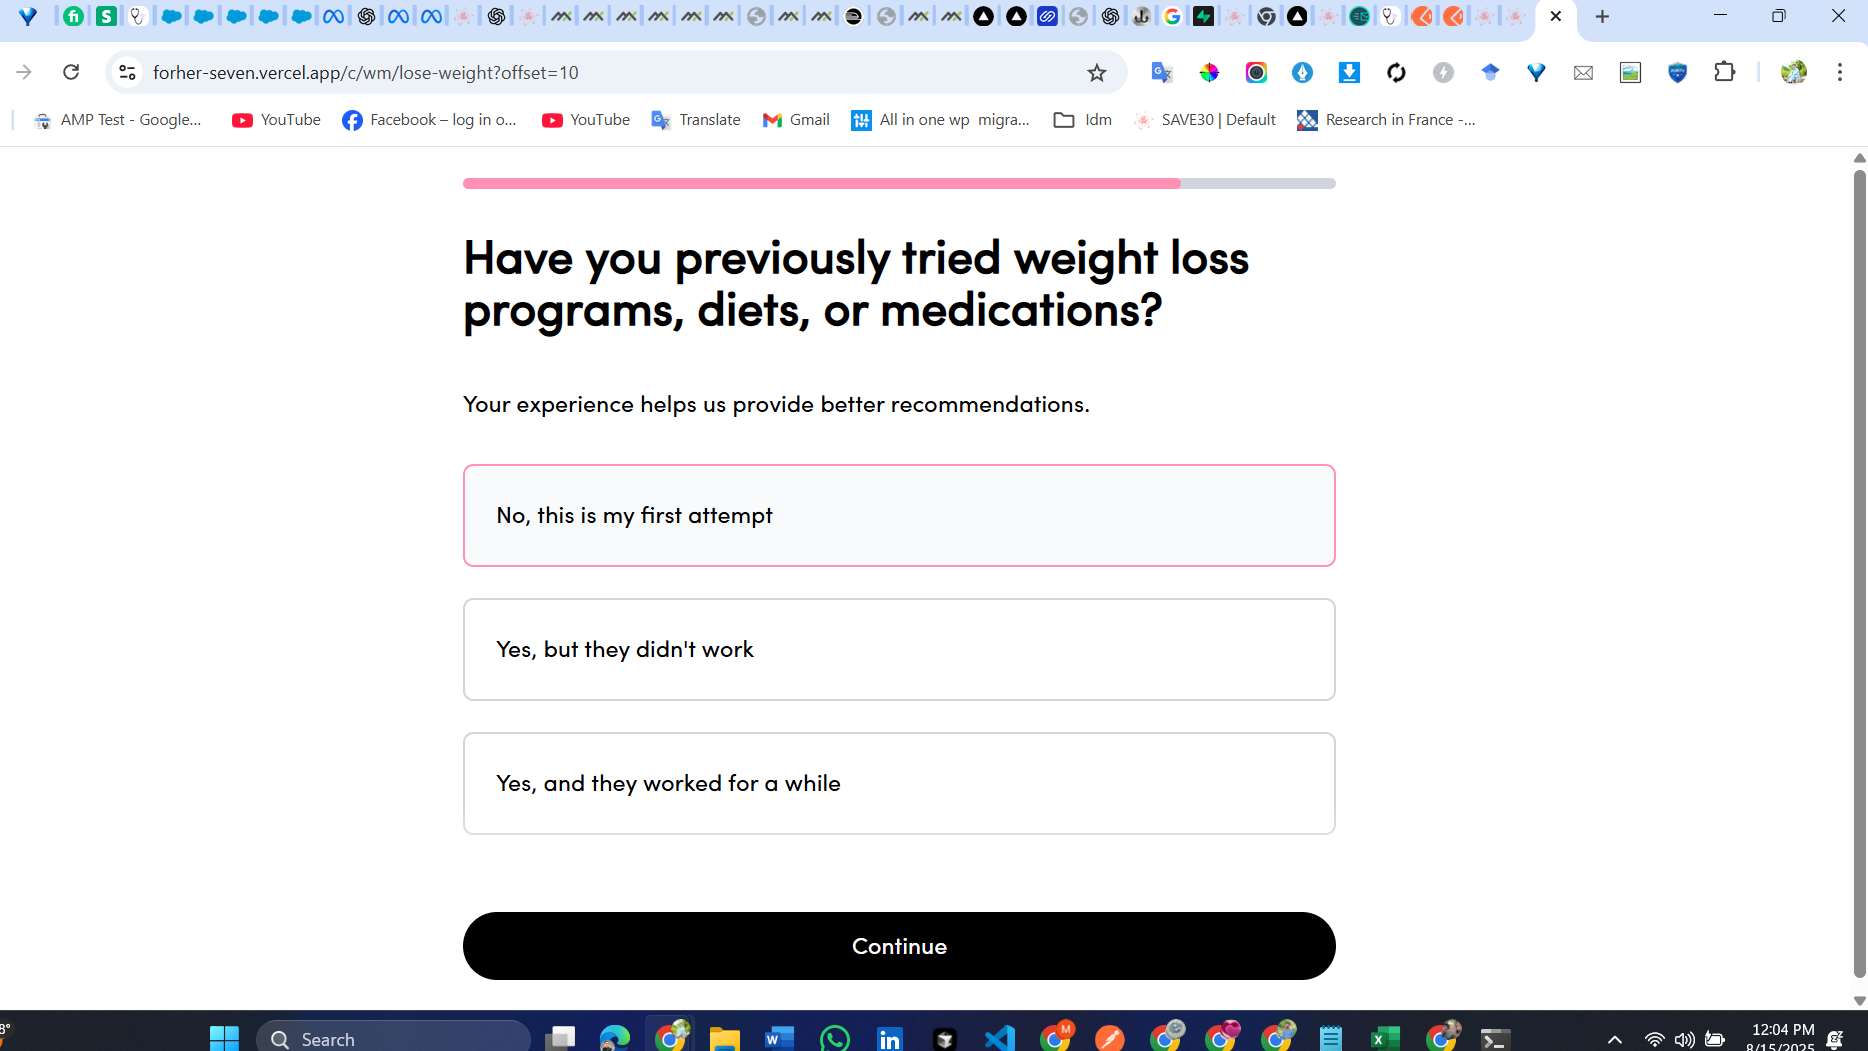 forher-seven.vercel.app/c/wm/lose-weight?offset=10
AMP Test - Google... YouTube Facebook – log in o... YouTube Translate Gmail All in one wp migra... Idm SAVE30 | Default Research in France -...
Have you previously tried weight loss
programs, diets, or medications?
Your experience helps us provide better recommendations.
No, this is my first attempt
Yes, but they didn't work
Yes, and they worked for a while
Continue
8°
Search
12:04 PM
8/15/2025